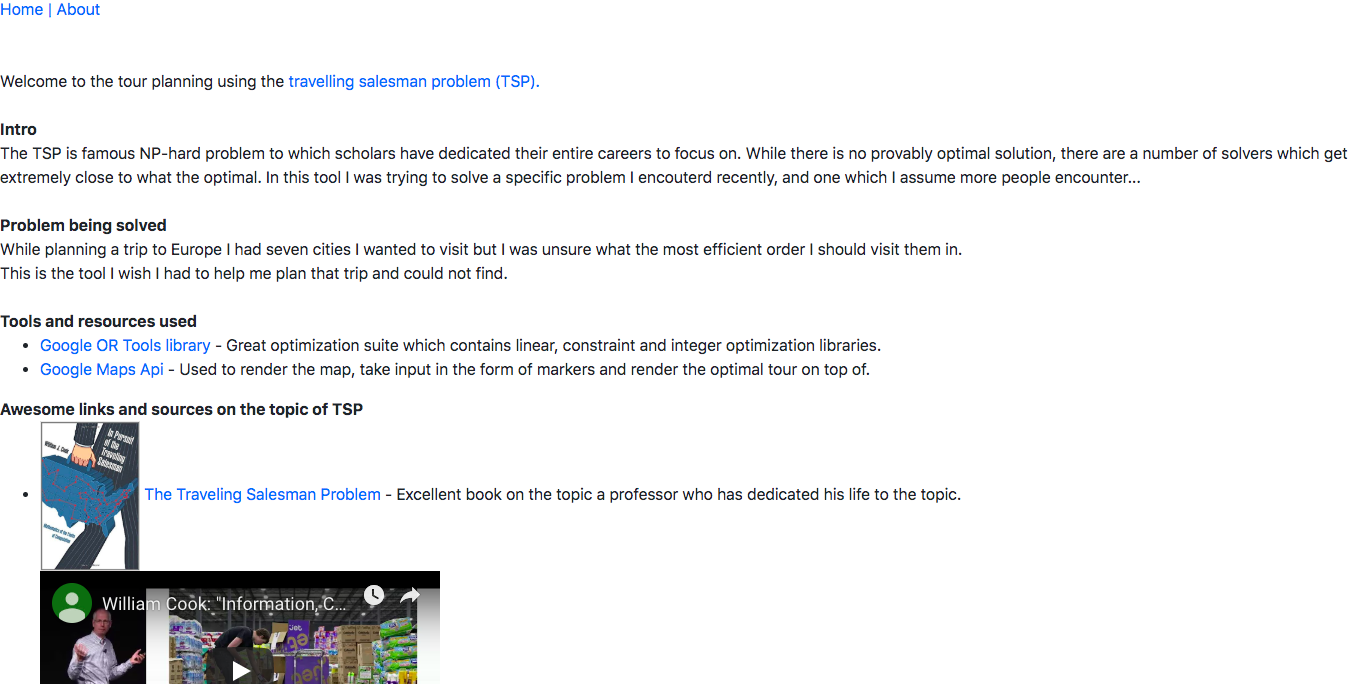 Home | About
Welcome to the tour planning using the travelling salesman problem (TSP).
Intro
The TSP is famous NP-hard problem to which scholars have dedicated their entire careers to focus on. While there is no provably optimal solution, there are a number of solvers which get
extremely close to what the optimal. In this tool I was trying to solve a specific problem I encouterd recently, and one which I assume more people encounter...
Problem being solved
While planning a trip to Europe I had seven cities I wanted to visit but I was unsure what the most efficient order I should visit them in.
This is the tool I wish I had to help me plan that trip and could not find.
Tools and resources used
Google OR Tools library - Great optimization suite which contains linear, constraint and integer optimization libraries.
Google Maps Api - Used to render the map, take input in the form of markers and render the optimal tour on top of.
Awesome links and sources on the topic of TSP
William J. Cook
In Pursuit
of the
Traveling
Salesman
Mathematics at the Limits
of Computation
The Traveling Salesman Problem - Excellent book on the topic a professor who has dedicated his life to the topic.
William Cook: "Information, C...
Jet